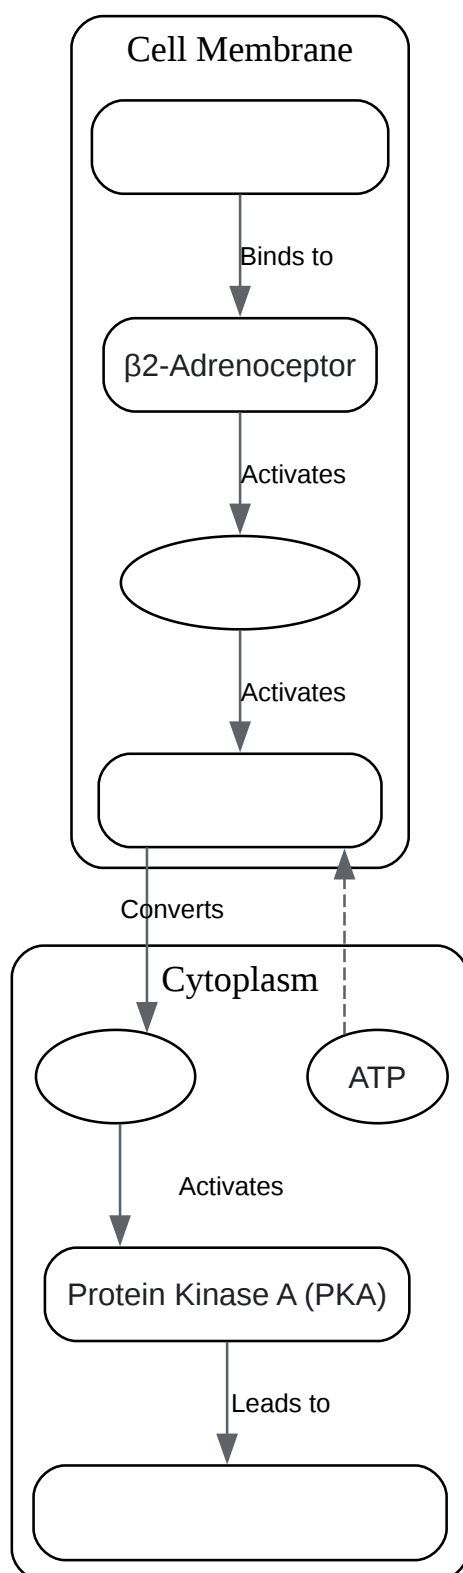 Cell Membrane
Binds to
β2-Adrenoceptor
Activates
Activates
Converts
Cytoplasm
ATP
Activates
Protein Kinase A (PKA)
Leads to